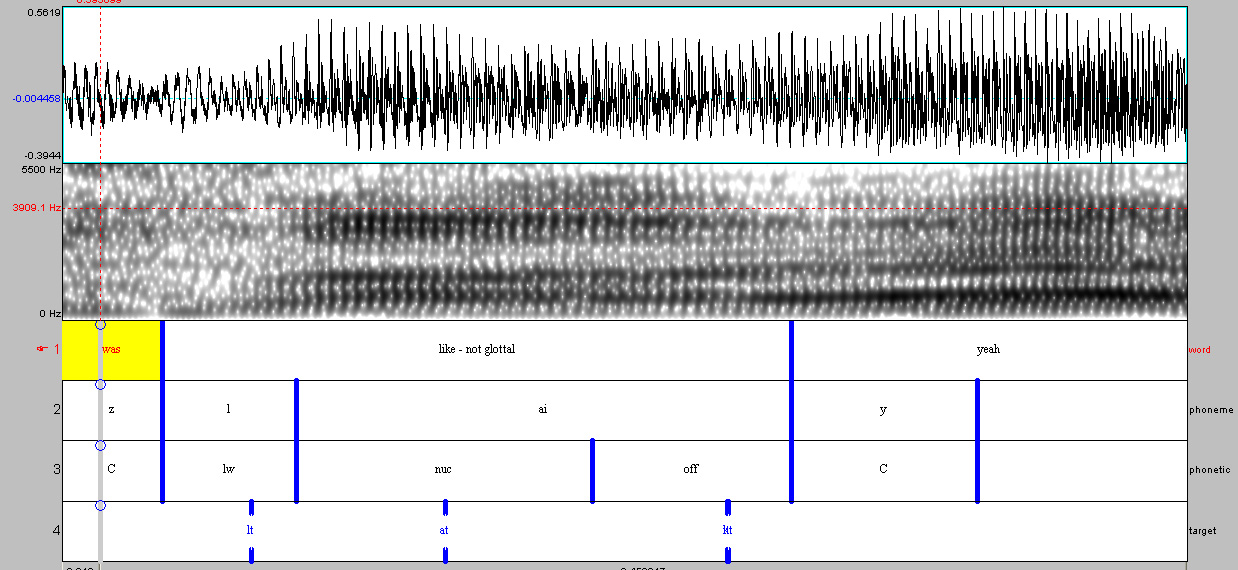 0.5619
-0.004458
-0.3944
5500 Hz
3909.1 Hz
0 Hz
1 was like - not glottal yeah word
2 z l ai y phoneme
3 C lw nuc off C phonetic
4 lt at target